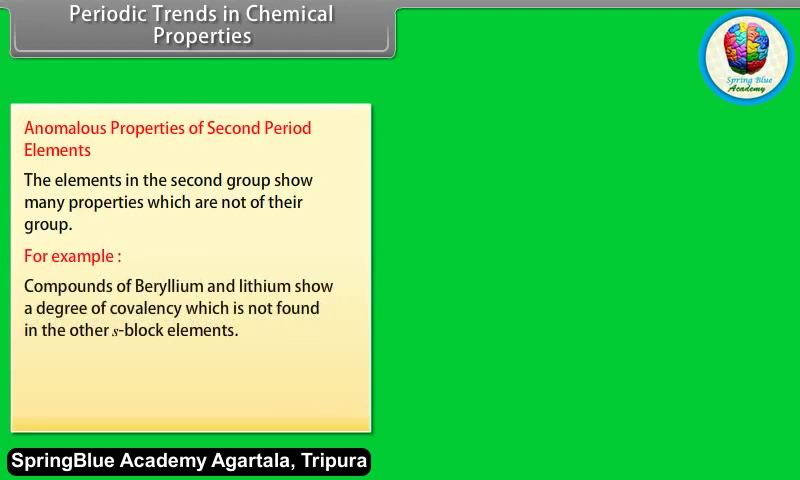 Periodic Trends in Chemical
Properties
Spring Blue
Academy
Anomalous Properties of Second Period
Elements
The elements in the second group show
many properties which are not of their
group.
For example :
Compounds of Beryllium and lithium show
a degree of covalency which is not found
in the other s-block elements.
SpringBlue Academy Agartala, Tripura